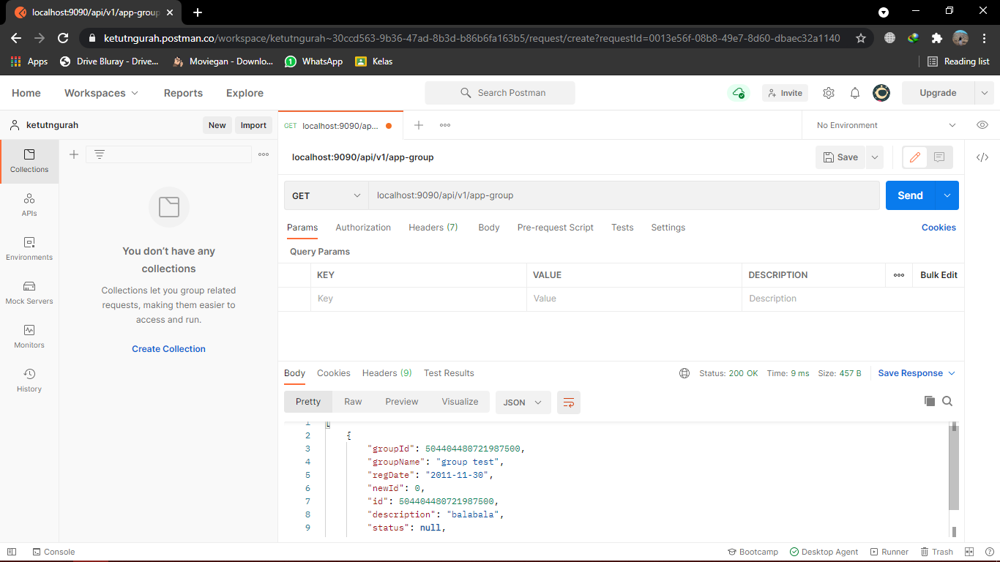 localhost:9090/api/v1/app-group
ketutngurah.postman.co/workspace/ketutngurah~30ccd563-9b36-47ad-8b3d-b86b6fa163b5/request/create?requestId=0013e56f-08b8-49e7-8d60-dbaec32a1140
Apps Drive Bluray - Drive... Moviegan - Downlo... WhatsApp Kelas Reading list
Home Workspaces Reports Explore Search Postman Invite Upgrade
ketutngurah New Import GET localhost:9090/ap... No Environment
Collections
APIs
Environments
Mock Servers
Monitors
History
You don't have any
collections
Collections let you group related
requests, making them easier to
access and run.
Create Collection
localhost:9090/api/v1/app-group Save
GET localhost:9090/api/v1/app-group Send
Params Authorization Headers (7) Body Pre-request Script Tests Settings Cookies
Query Params
KEY VALUE DESCRIPTION Bulk Edit
Key Value Description
Body Cookies Headers (9) Test Results Status: 200 OK Time: 9 ms Size: 457 B Save Response
Pretty Raw Preview Visualize JSON
1 [
2 {
3 "groupId": 504404480721987500,
4 "groupName": "group test",
5 "regDate": "2011-11-30",
6 "newId": 0,
7 "id": 504404480721987500,
8 "description": "balabala",
9 "status": null,
Console Bootcamp Desktop Agent Runner Trash